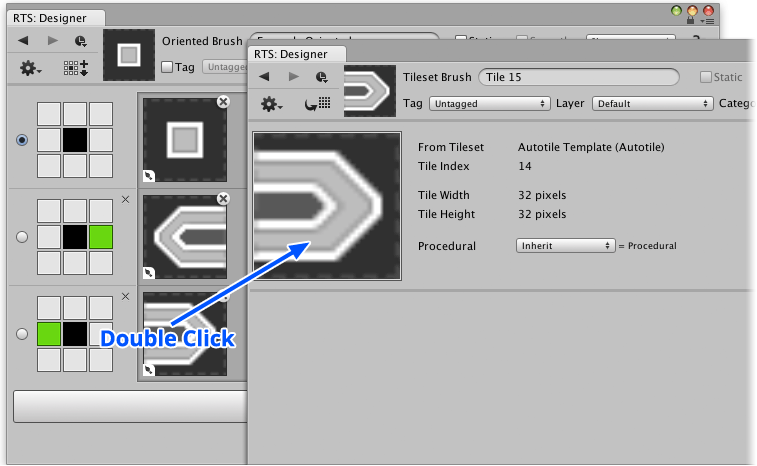 RTS: Designer
Oriented Brush
Tag
RTS: Designer
Tileset Brush Tile 15 Static
Tag Untagged Layer Default Catego
From Tileset Autotile Template (Autotile)
Tile Index 14
Tile Width 32 pixels
Tile Height 32 pixels
Procedural Inherit = Procedural
Double Click